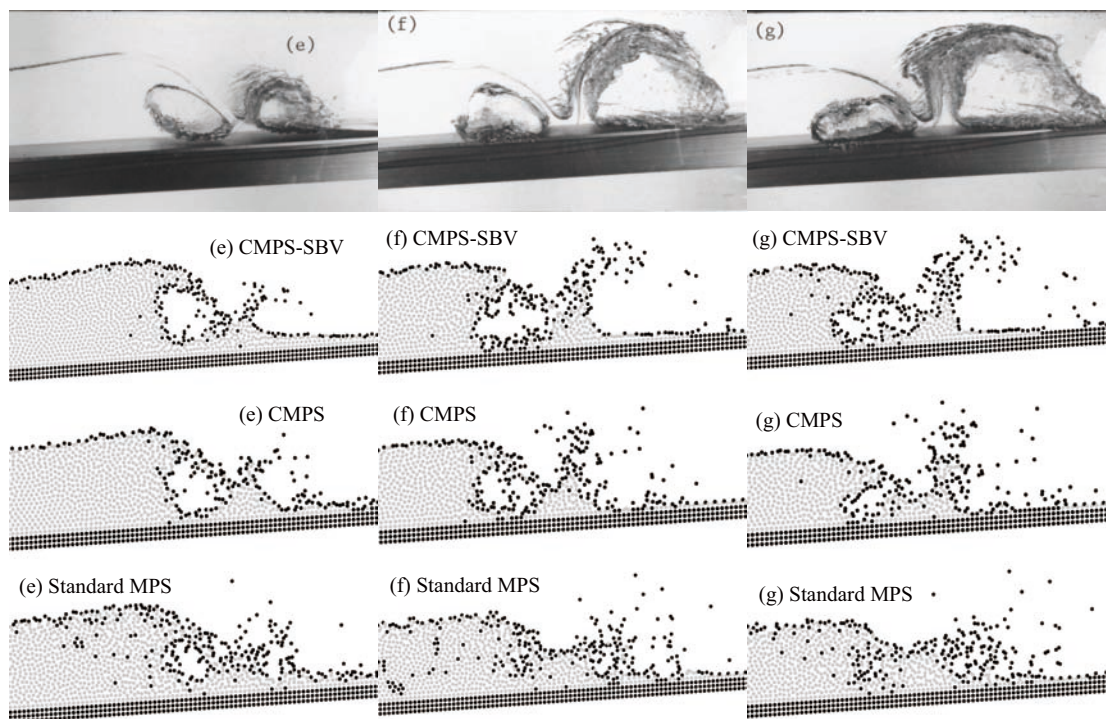 (e)
(f)
(g)
(e) CMPS-SBV
(f) CMPS-SBV
(g) CMPS-SBV
(e) CMPS
(f) CMPS
(g) CMPS
(e) Standard MPS
(f) Standard MPS
(g) Standard MPS